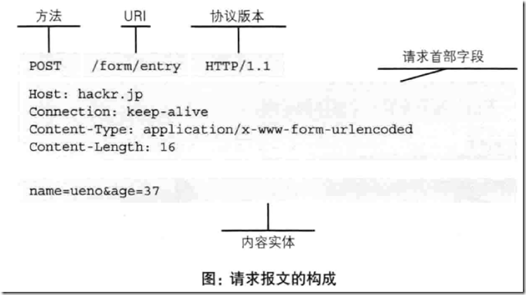 方法 URI 协议版本
请求首部字段
POST /form/entry HTTP/1.1
Host: hackr.jp
Connection: keep-alive
Content-Type: application/x-www-form-urlencoded
Content-Length: 16
name=ueno&age=37
内容实体
图：请求报文的构成